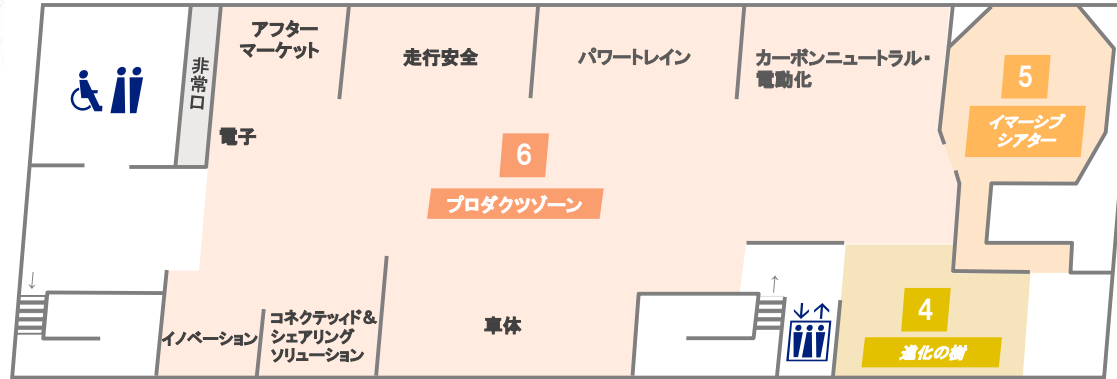 アフター
マーケット
走行安全
パワートレイン
カーボンニュートラル・
電動化
非常口
5
イマーシブ
シアター
電子
6
プロダクツゾーン
4
進化の樹
イノベーション
コネクテッィド&
シェアリング
ソリューション
車体